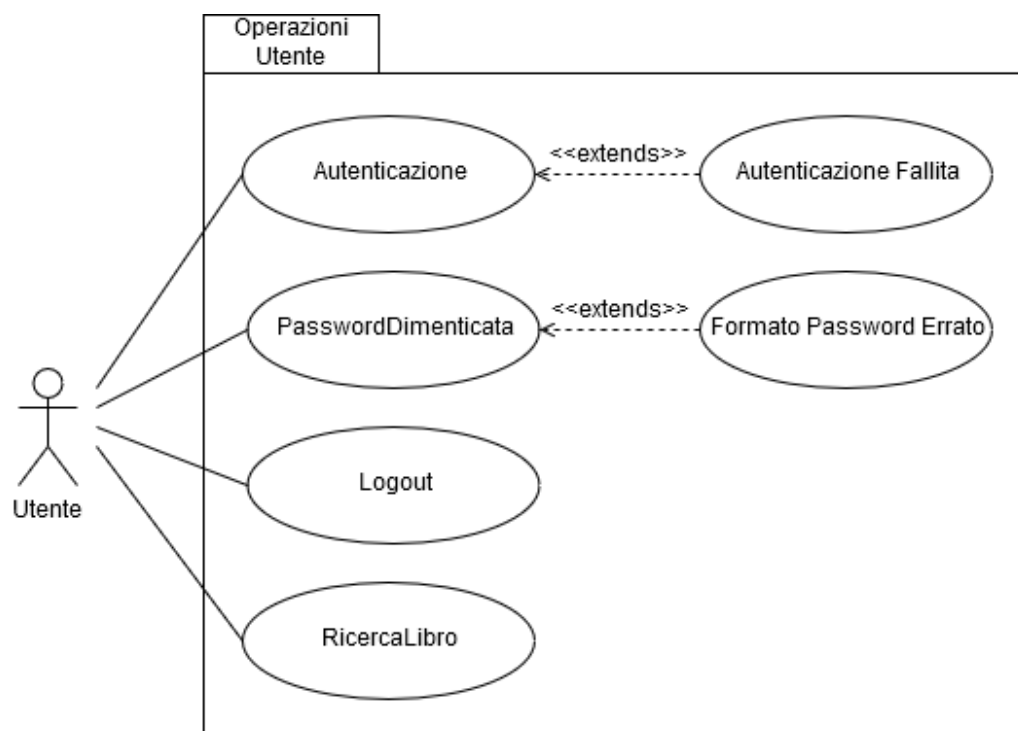 Operazioni
Utente
Autenticazione
<<extends>>
Autenticazione Fallita
PasswordDimenticata
<<extends>>
Formato Password Errato
Logout
Utente
RicercaLibro